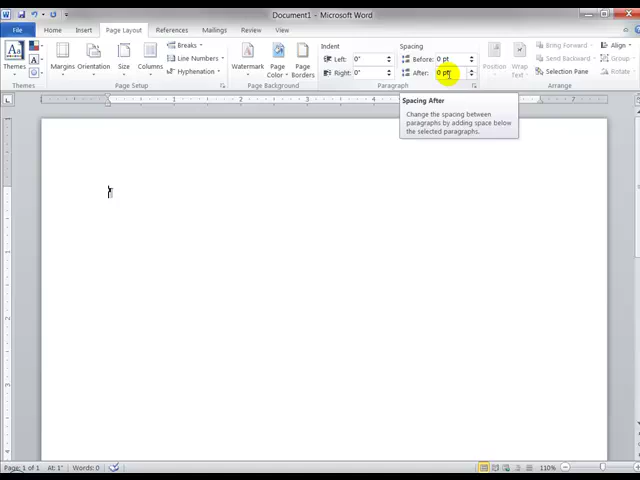 Document1 - Microsoft Word
File Home Insert Page Layout References Mailings Review View
Themes
Margins Orientation Size Columns
Breaks
Line Numbers
Hyphenation
Watermark Page Color Page Borders
Indent
Left: 0"
Right: 0"
Spacing
Before: 0 pt
After: 0 pt
Position Wrap Text
Bring Forward
Send Backward
Selection Pane
Align
Group
Rotate
Themes Page Setup Page Background Paragraph Arrange
Spacing After
Change the spacing between
paragraphs by adding space below
the selected paragraphs.
Page: 1 of 1 At: 1" Words: 0 110%